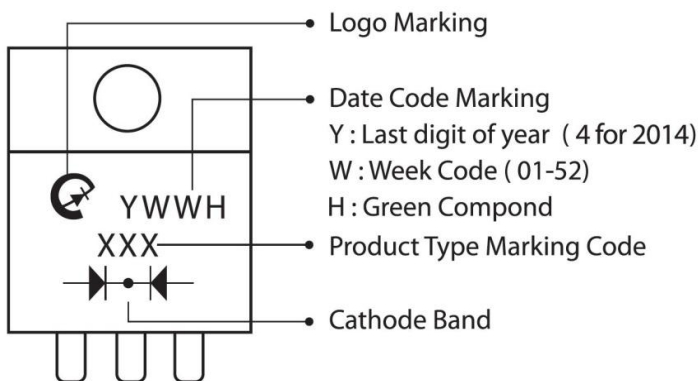 Logo Marking
Date Code Marking
Y : Last digit of year ( 4 for 2014)
W : Week Code ( 01-52)
H : Green Compond
YWWH
XXX
Product Type Marking Code
Cathode Band